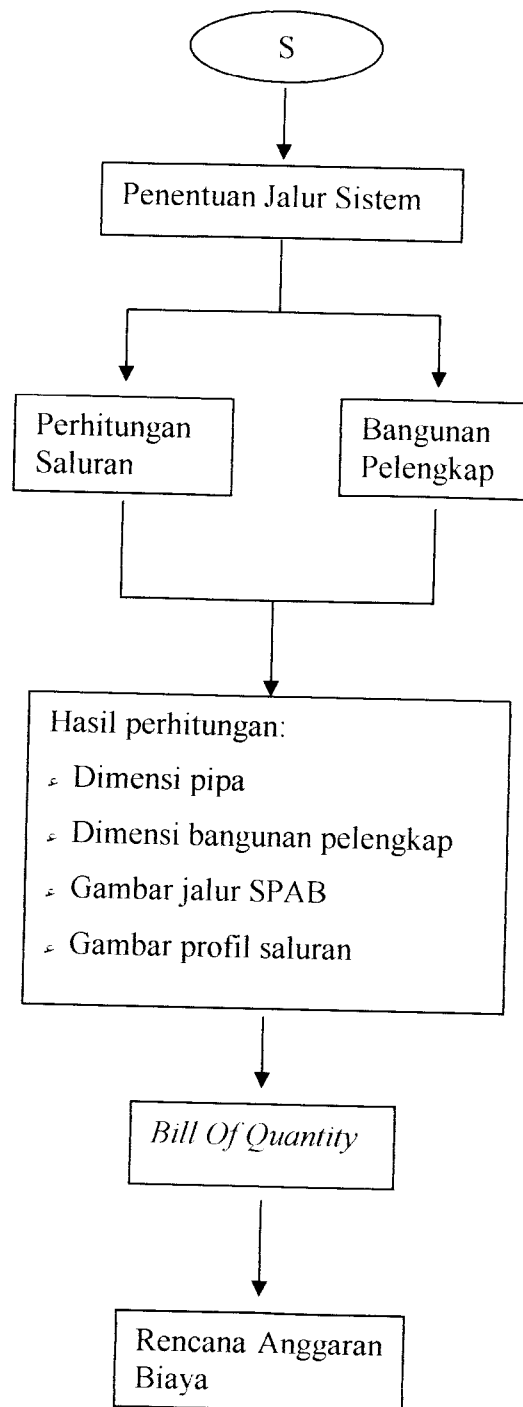 S
Penentuan Jalur Sistem
Perhitungan
Saluran
Bangunan
Pelengkap
Hasil perhitungan:
Dimensi pipa
Dimensi bangunan pelengkap
Gambar jalur SPAB
Gambar profil saluran
Bill Of Quantity
Rencana Anggaran
Biaya